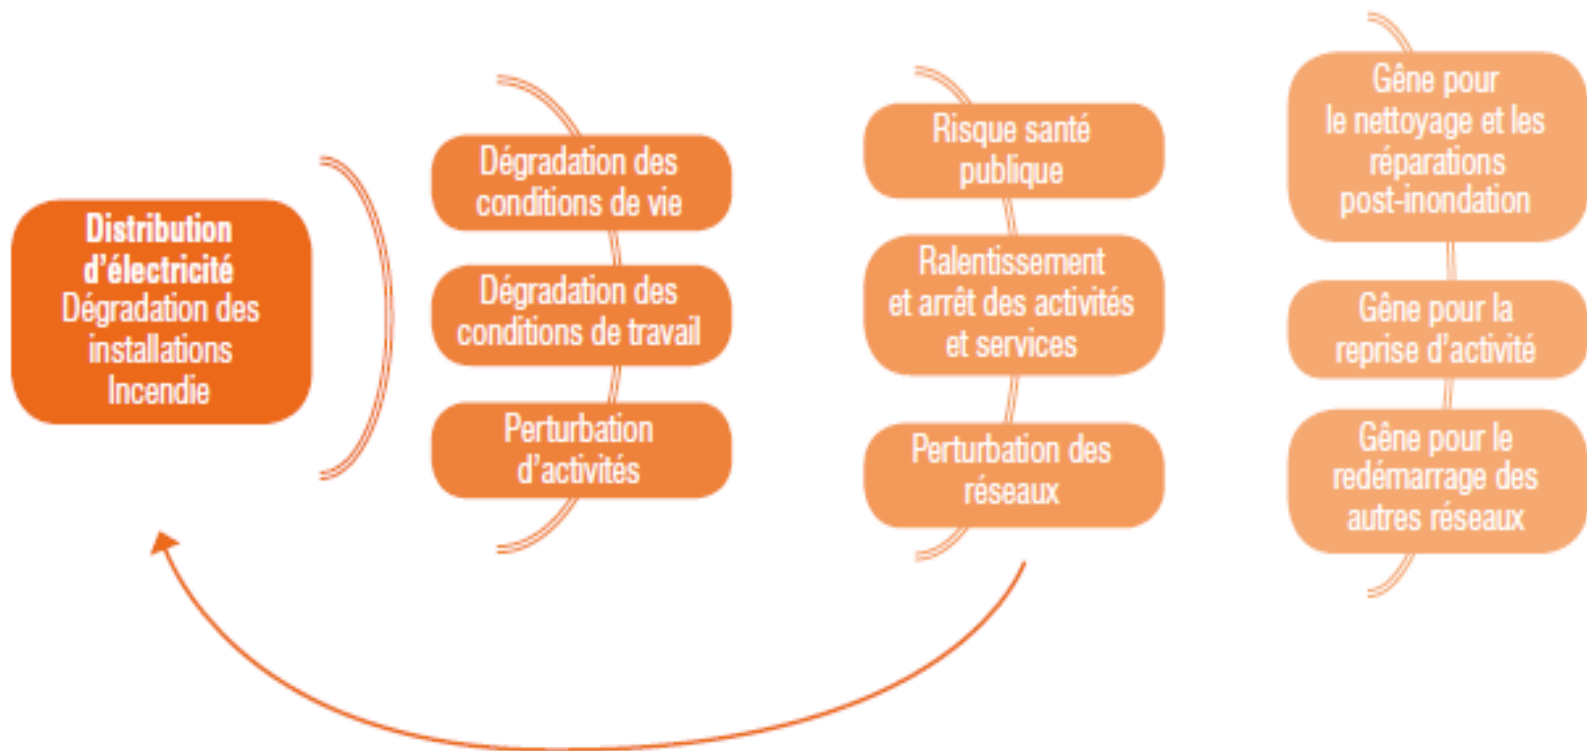 Distribution
d’électricité
Dégradation des
installations
Incendie
Dégradation des
conditions de vie
Dégradation des
conditions de travail
Perturbation
d’activités
Risque santé
publique
Ralentissement
et arrêt des activités
et services
Perturbation des
réseaux
Gêne pour
le nettoyage et les
réparations
post-inondation
Gêne pour la
reprise d’activité
Gêne pour le
redémarrage des
autres réseaux